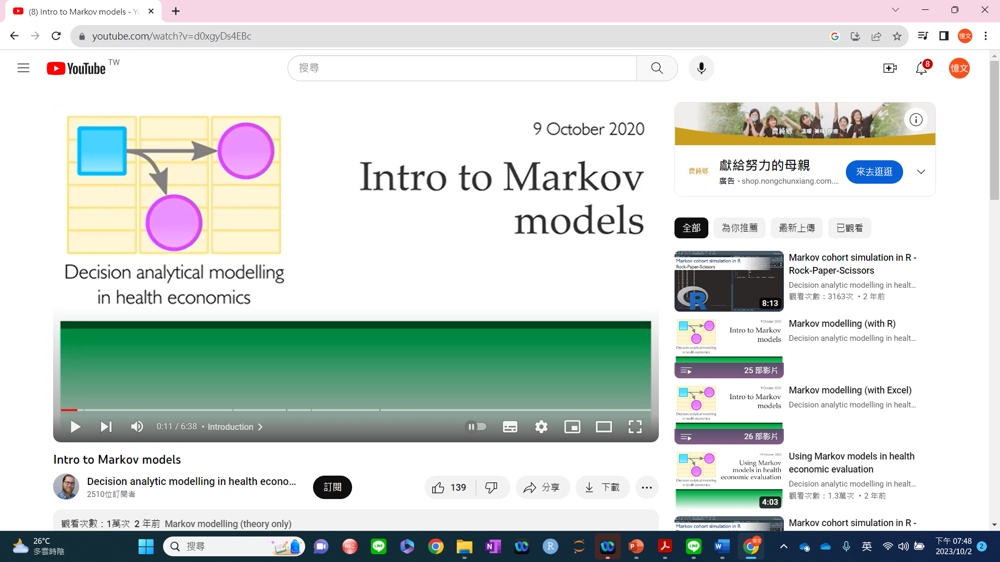 (8) Intro to Markov models - Yo
youtube.com/watch?v=d0xgyDs4EBc
憶文
YouTube TW
搜尋
8
憶文
9 October 2020
Intro to Markov
models
Decision analytical modelling
in health economics
0:11 / 6:38 • Introduction
Intro to Markov models
Decision analytic modelling in health econo...
2510位訂閱者
訂閱
139
分享
下載
觀看次數：1萬次 2 年前 Markov modelling (theory only)
農純鄉 溫暖 美味 療癒
農純鄉
獻給努力的母親
廣告 · shop.nongchunxiang.com....
來去逛逛
全部
為你推薦
最新上傳
已觀看
Markov cohort simulation in R
Rock-Paper-Scissors
R
8:13
Markov cohort simulation in R -
Rock-Paper-Scissors
Decision analytic modelling in healt...
觀看次數：3163次 • 2 年前
9 October 2020
Intro to Markov
models
Decision analytical modelling
in health economics
25 部影片
Markov modelling (with R)
Decision analytic modelling in healt...
9 October 2020
Intro to Markov
models
Decision analytical modelling
in health economics
26 部影片
Markov modelling (with Excel)
Decision analytic modelling in healt...
14 October 2020
Using Markov
models in health
economic evaluation
Decision analytical modelling
in health economics
4:03
Using Markov models in health
economic evaluation
Decision analytic modelling in healt...
觀看次數：1.3萬次 • 2 年前
Markov cohort simulation in R
Markov cohort simulation in R -
26°C
多雲時陰
搜尋
REC
LINE
N
R
P
LINE
W
憶文
英
下午 07:48
2023/10/2
2